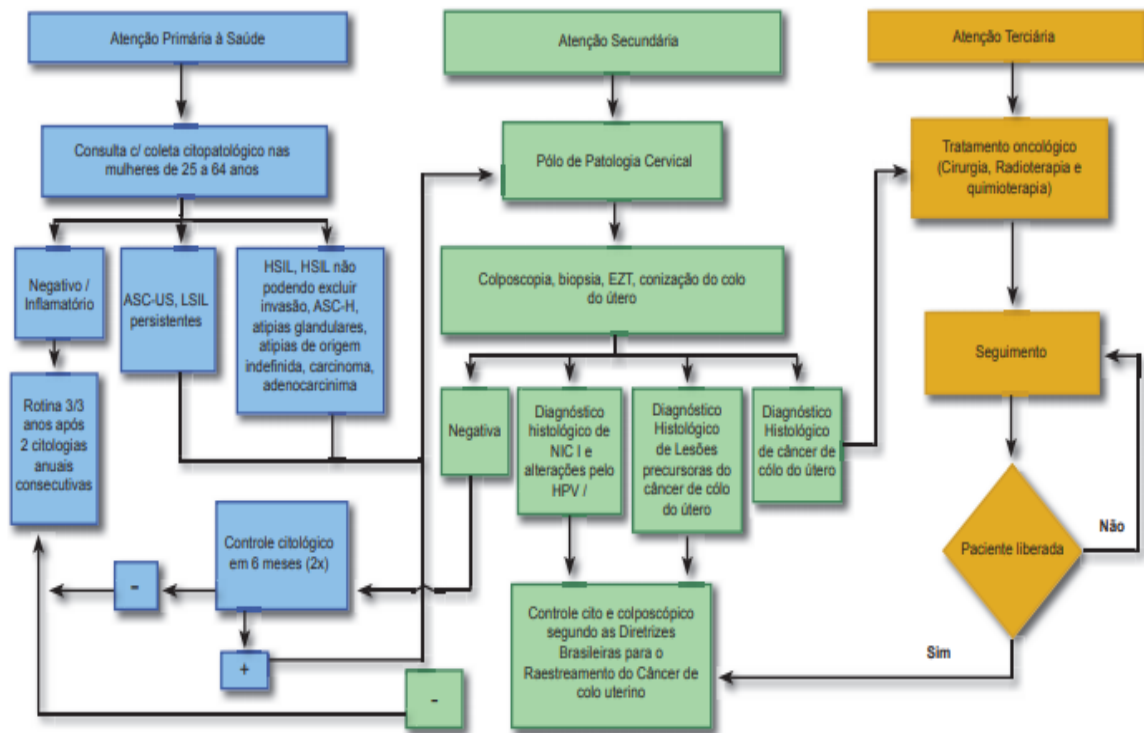 Atenção Primária à Saúde
Consulta c/ coleta citopatológico nas
mulheres de 25 a 64 anos
Negativo /
Inflamatório
ASC-US, LSIL
persistentes
HSIL, HSIL não
podendo excluir
invasão, ASC-H,
atipias glandulares,
atipias de origem
indefinida, carcinoma,
adenocarcinima
Rotina 3/3
anos após
2 citologias
anuais
consecutivas
Controle citológico
em 6 meses (2x)
-
+
Atenção Secundária
Pólo de Patologia Cervical
Colposcopia, biopsia, EZT, conização do colo
do útero
Negativa
Diagnóstico
histológico de
NIC I e
alterações pelo
HPV /
Diagnóstico
Histológico
de Lesões
precursoras do
câncer de cólo
do útero
Diagnóstico
Histológico
de câncer de
cólo do útero
Controle cito e colposcópico
segundo as Diretrizes
Brasileiras para o
Raestreamento do Câncer de
colo uterino
-
Atenção Terciária
Tratamento oncológico
(Cirurgia, Radioterapia e
quimioterapia)
Seguimento
Paciente liberada
Não
Sim